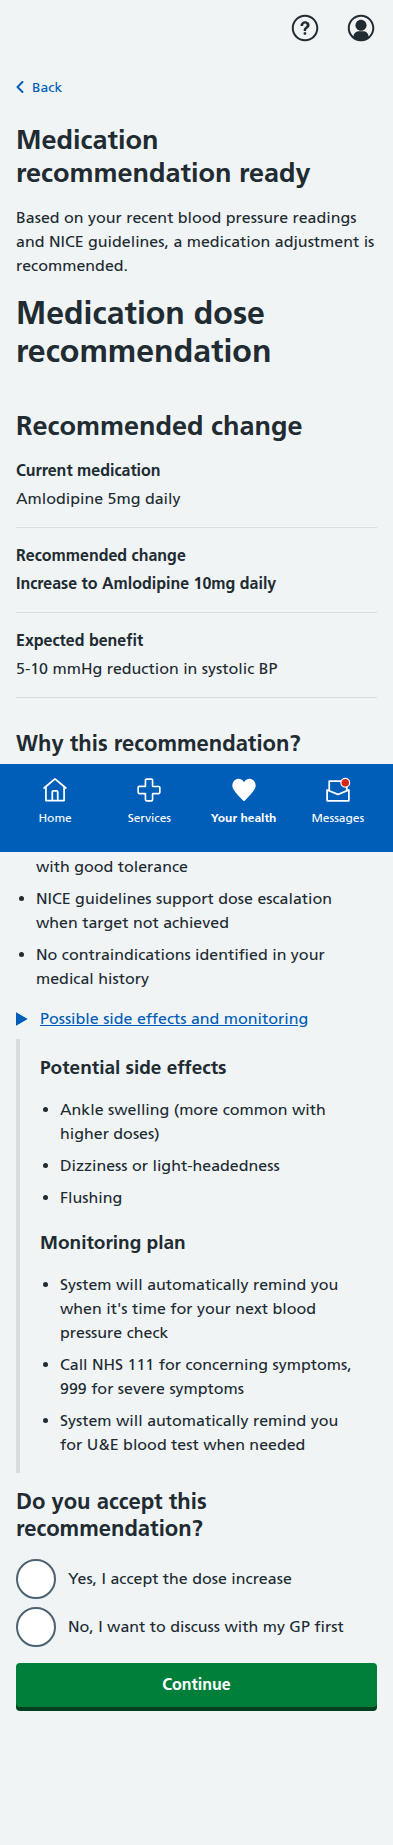 Back
Medication
recommendation ready
Based on your recent blood pressure readings
and NICE guidelines, a medication adjustment is
recommended.
Medication dose
recommendation
Recommended change
Current medication
Amlodipine 5mg daily
Recommended change
Increase to Amlodipine 10mg daily
Expected benefit
5-10 mmHg reduction in systolic BP
Why this recommendation?
Home
Services
Your health
Messages
with good tolerance
• NICE guidelines support dose escalation
when target not achieved
• No contraindications identified in your
medical history
Possible side effects and monitoring
Potential side effects
• Ankle swelling (more common with
higher doses)
• Dizziness or light-headedness
• Flushing
Monitoring plan
• System will automatically remind you
when it's time for your next blood
pressure check
• Call NHS 111 for concerning symptoms,
999 for severe symptoms
• System will automatically remind you
for U&E blood test when needed
Do you accept this
recommendation?
Yes, I accept the dose increase
No, I want to discuss with my GP first
Continue